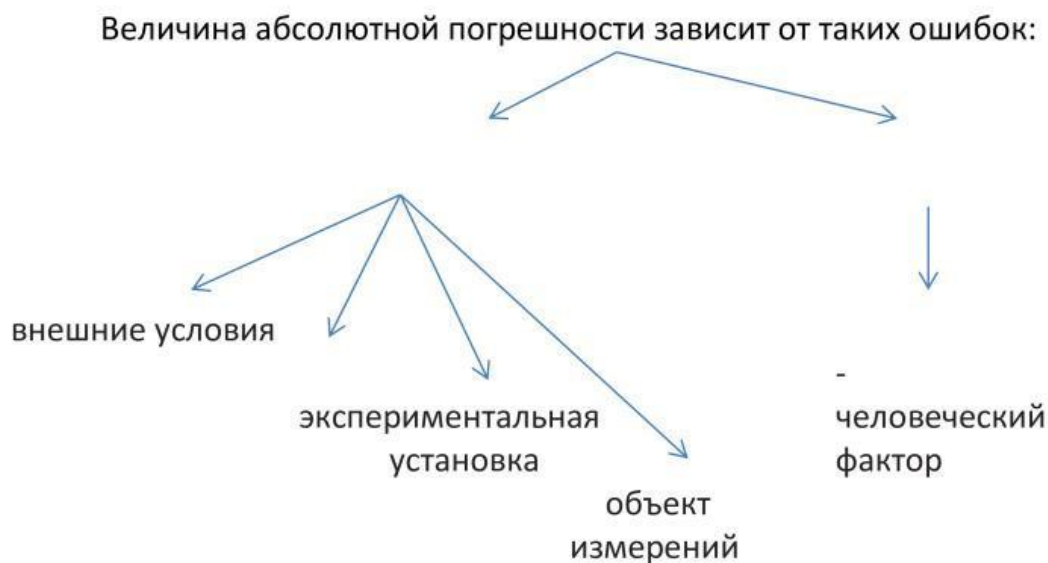 Величина абсолютной погрешности зависит от таких ошибок:
внешние условия
экспериментальная
установка
объект
измерений
-
человеческий
фактор